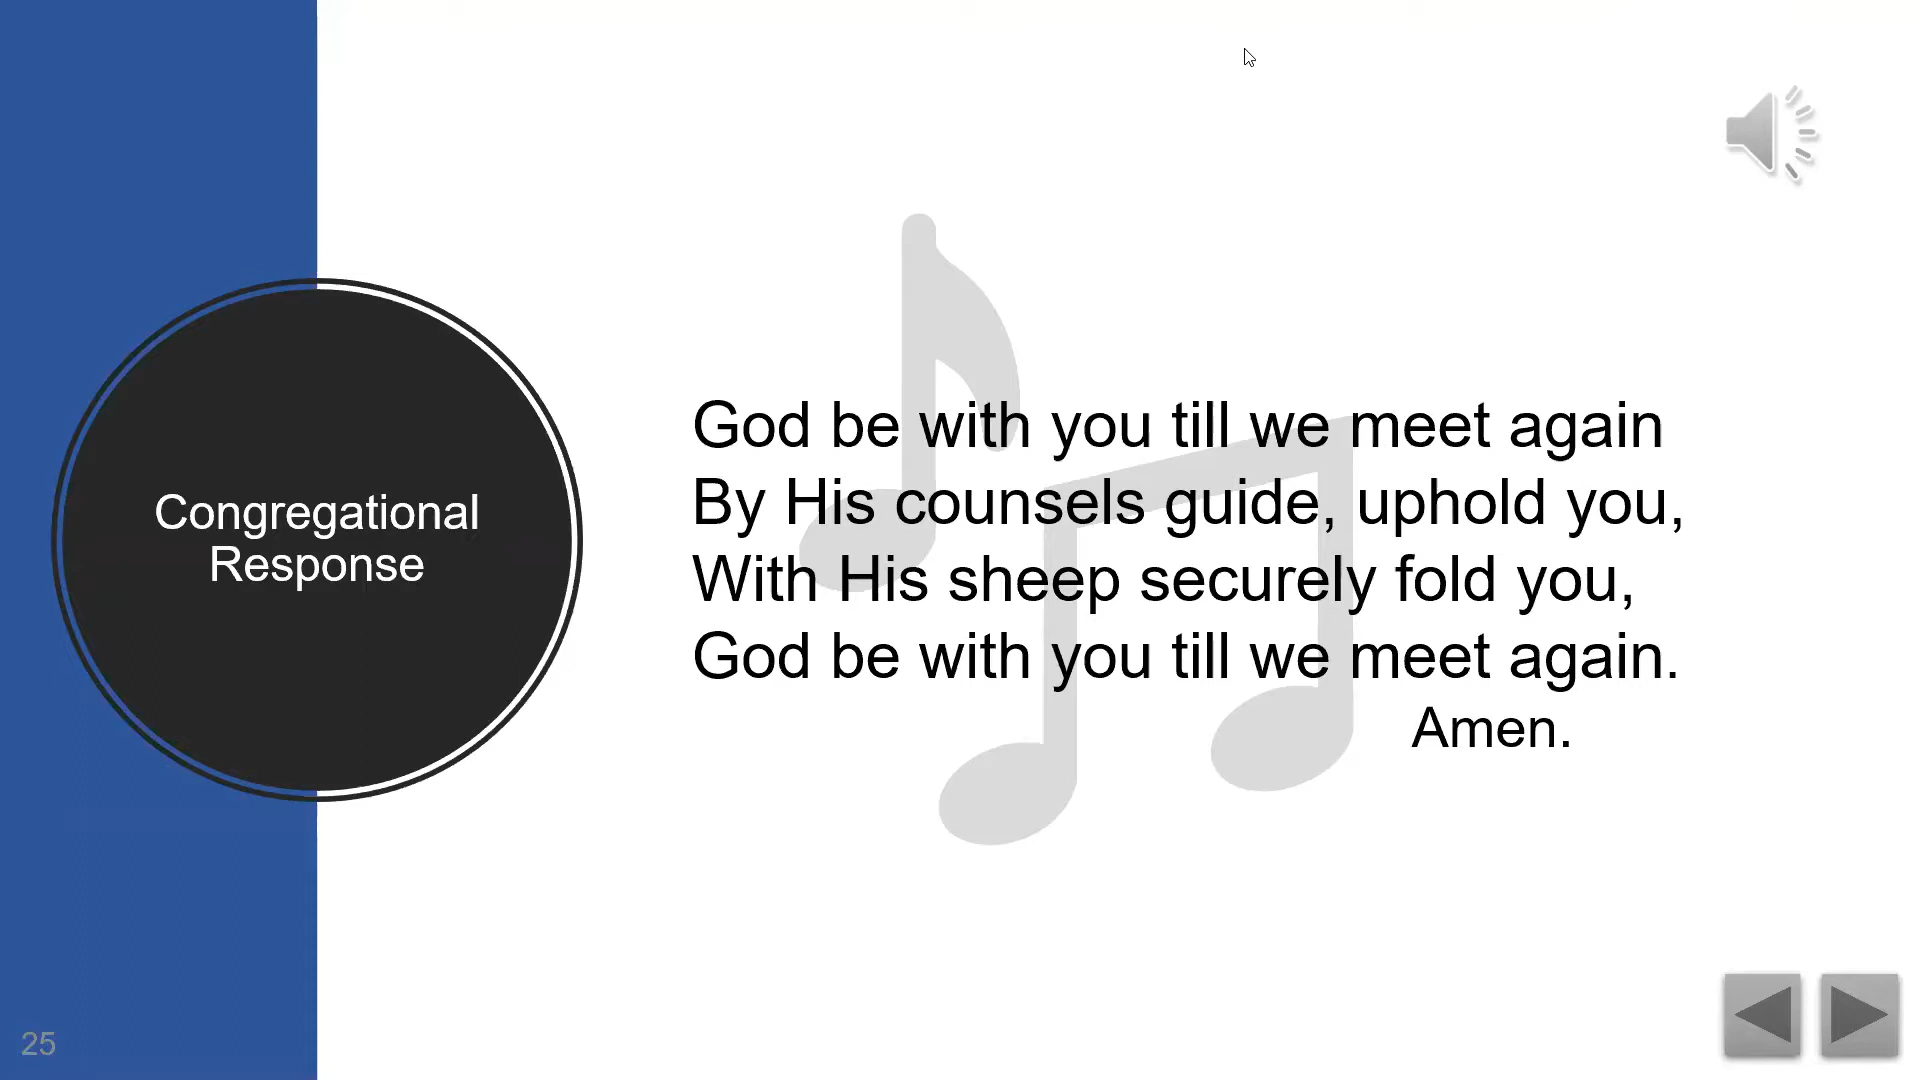 Congregational
Response
God be with you till we meet again
By His counsels guide, uphold you,
With His sheep securely fold you,
God be with you till we meet again.
Amen.
25